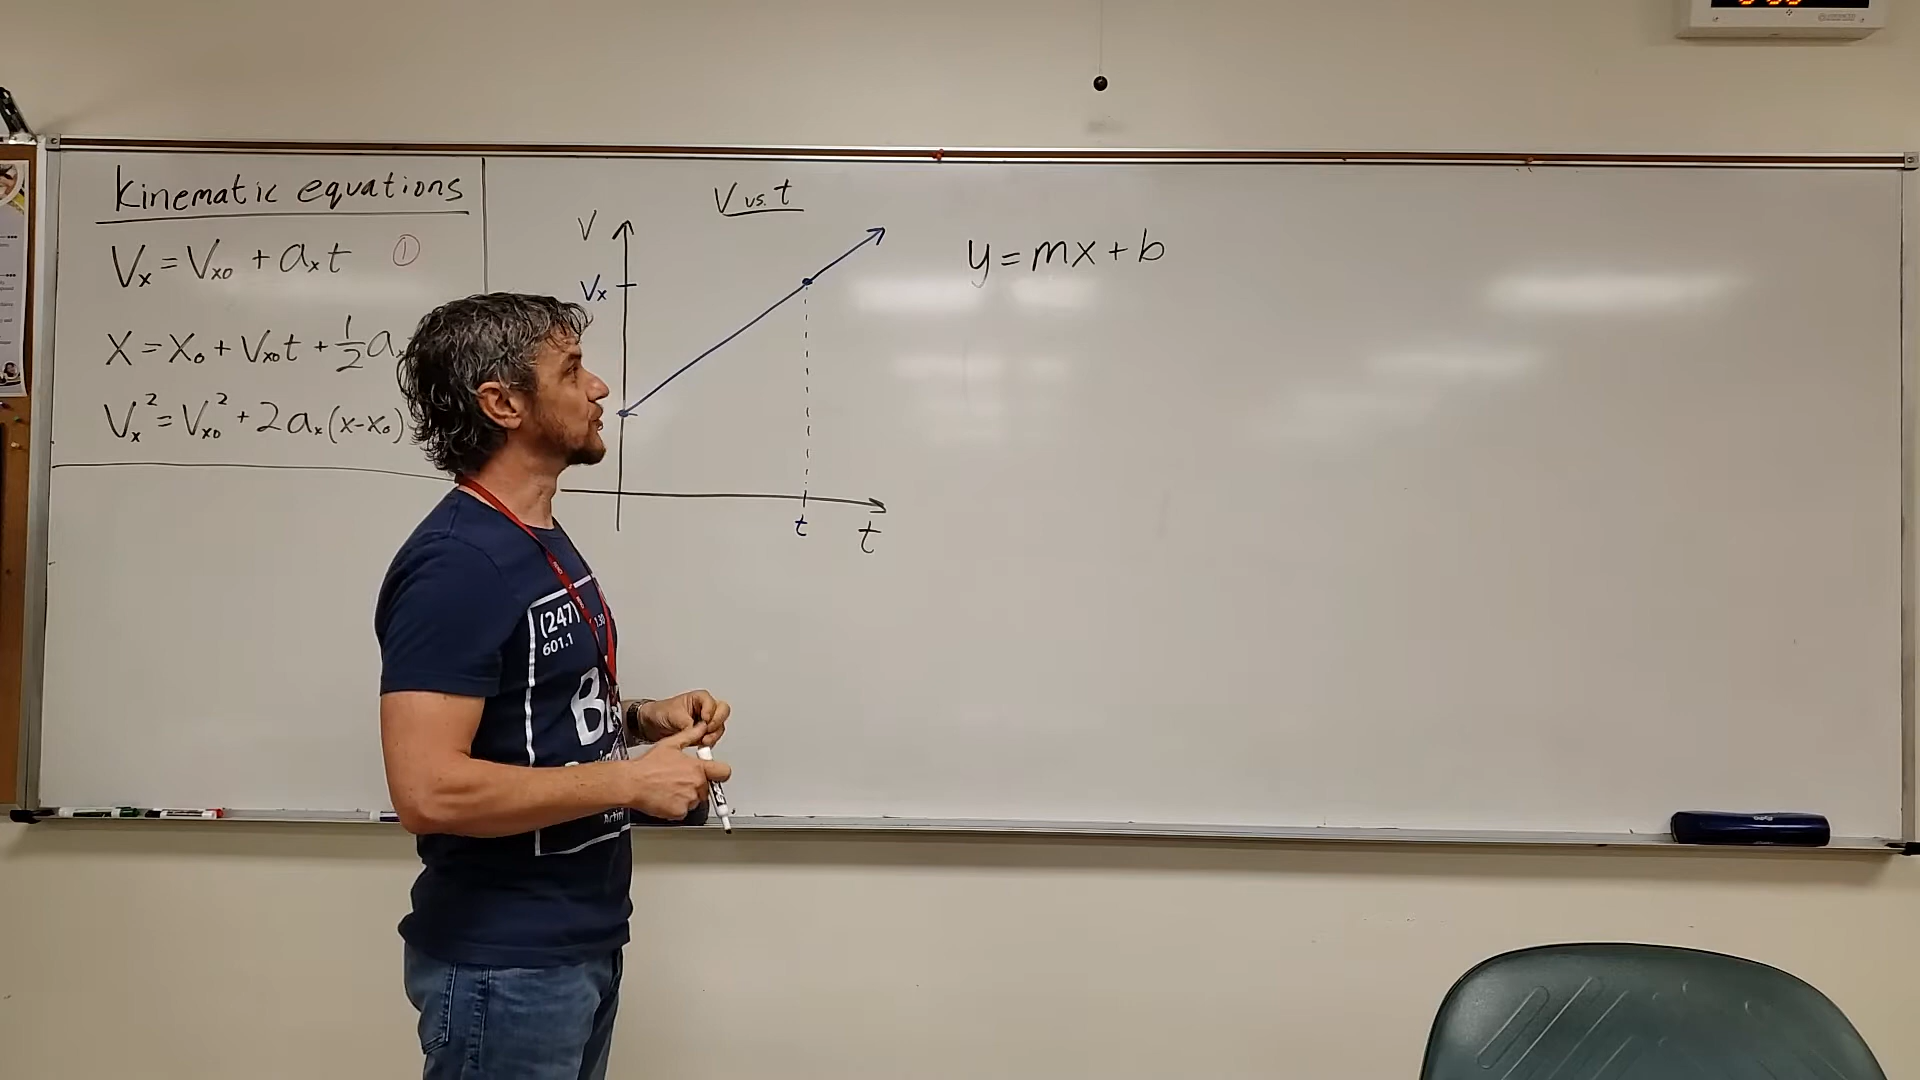 Kinematic equations
Vx = Vx0 + axt ①
X = X0 + Vx0t + 1/2 ax
Vx² = Vx0² + 2ax(x-x0)
V vs. t
V
Vx
t
t
y = mx + b
(247)
601.1